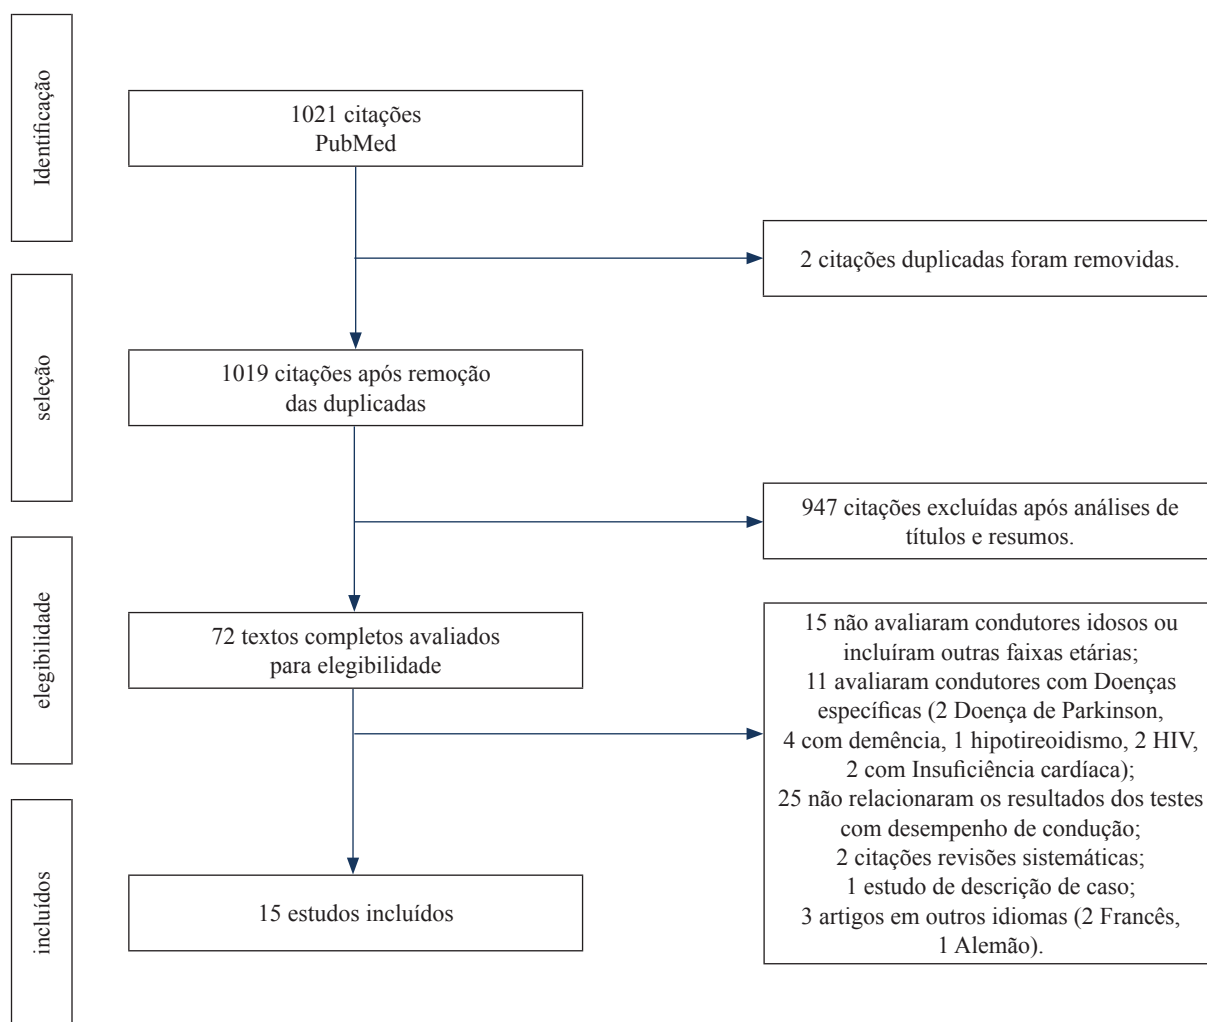 Identificação
1021 citações
PubMed
2 citações duplicadas foram removidas.
seleção
1019 citações após remoção
das duplicadas
947 citações excluídas após análises de
títulos e resumos.
elegibilidade
72 textos completos avaliados
para elegibilidade
15 não avaliaram condutores idosos ou
incluíram outras faixas etárias;
11 avaliaram condutores com Doenças
específicas (2 Doença de Parkinson,
4 com demência, 1 hipotireoidismo, 2 HIV,
2 com Insuficiência cardíaca);
25 não relacionaram os resultados dos testes
com desempenho de condução;
2 citações revisões sistemáticas;
1 estudo de descrição de caso;
3 artigos em outros idiomas (2 Francês,
1 Alemão).
incluídos
15 estudos incluídos